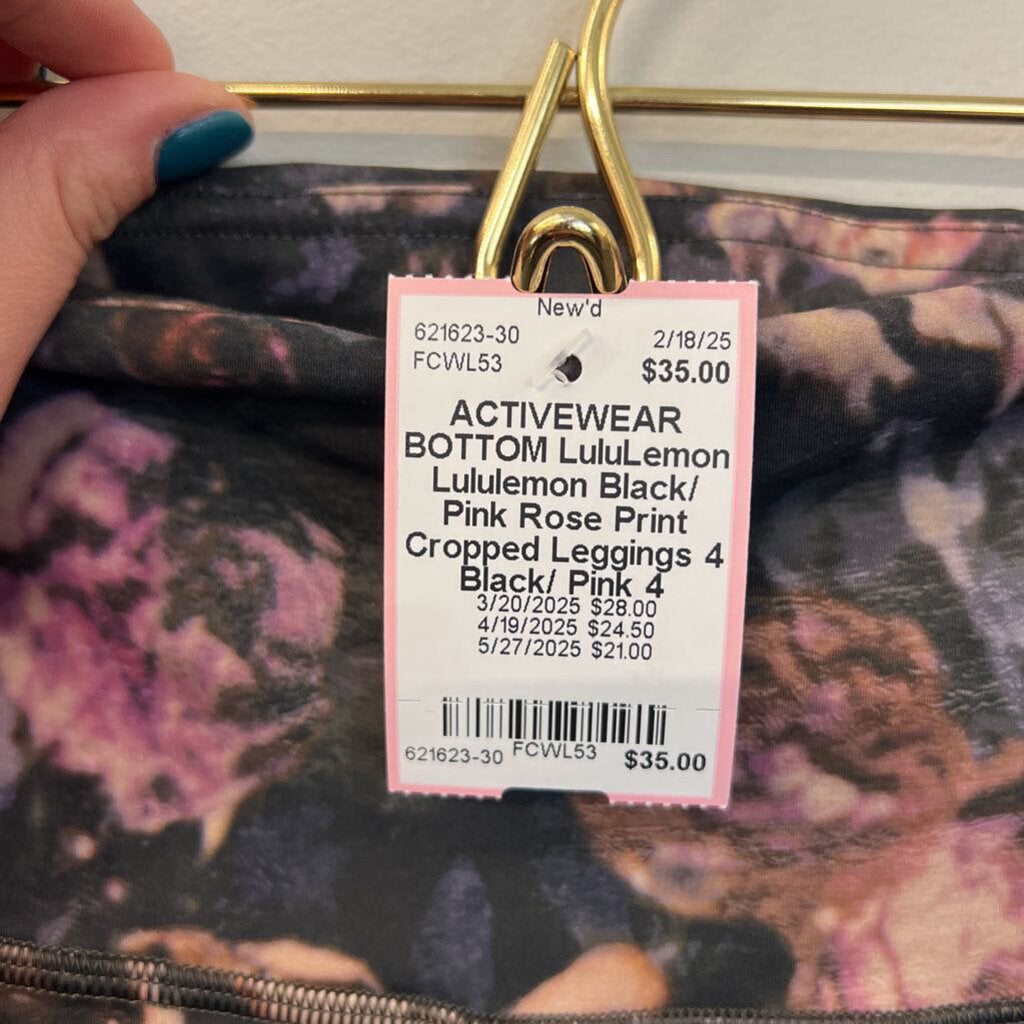 New'd
621623-30 2/18/25
FCWL53 $35.00
ACTIVEWEAR
BOTTOM LuluLemon
Lululemon Black/
Pink Rose Print
Cropped Leggings 4
Black/ Pink 4
3/20/2025 $28.00
4/19/2025 $24.50
5/27/2025 $21.00
621623-30 FCWL53 $35.00